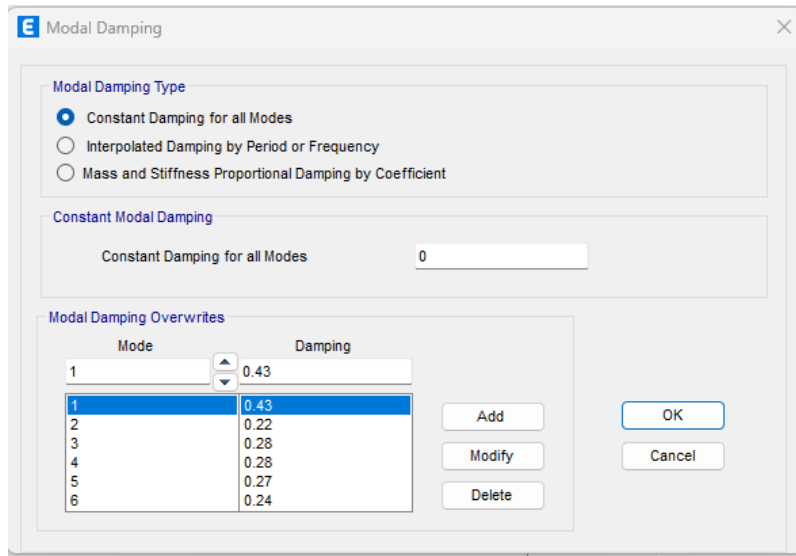 E Modal Damping
Modal Damping Type
Constant Damping for all Modes
Interpolated Damping by Period or Frequency
Mass and Stiffness Proportional Damping by Coefficient
Constant Modal Damping
Constant Damping for all Modes 0
Modal Damping Overwrites
Mode Damping
1 0.43
1 0.43
2 0.22
3 0.28
4 0.28
5 0.27
6 0.24
Add
Modify
Delete
OK
Cancel